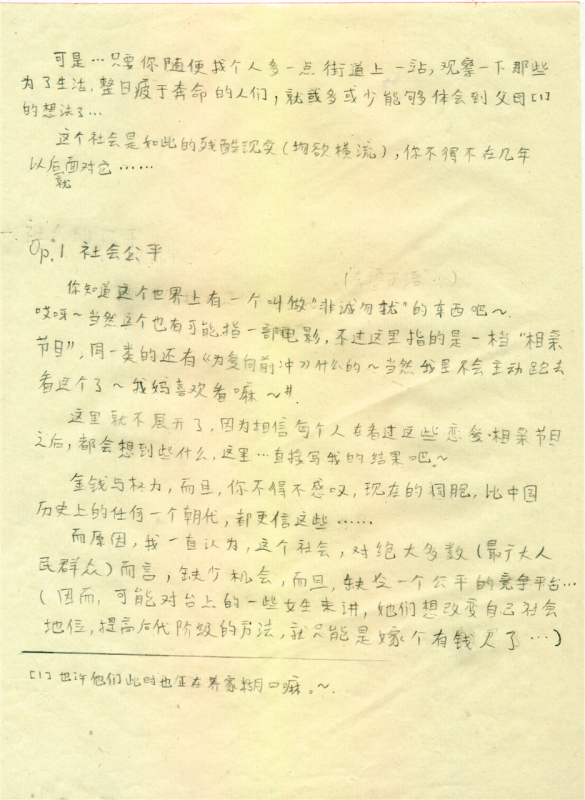 可是…只要你随便找个人多一点街道上一站,观察一下那些
为了生活,整日疲于奔命的人们,就或多或少能够体会到父母[1]
的想法了…
这个社会是如此的残酷现实(物欲横流),你不得不在几年
以后就面对它……
Op.1 社会公平
你知道这个世界上有一个叫做“非诚勿扰”的东西吧~.
哎呀~当然这个也有可能指一部电影,不过这里指的是一档“相亲
节目”,同一类的还有《为爱向前冲》什么的~当然我是不会主动跑去
看这个了~我妈喜欢看嘛~#.
这里就不展开了,因为相信每个人在看过这些恋爱·相亲节目
之后,都会想到些什么,这里…直接写我的结果吧~
金钱与权力,而且,你不得不感叹,现在的同胞,比中国
历史上的任何一个朝代,都更信这些……
而原因,我一直认为,这个社会,对绝大多数(最广大人
民群众)而言,缺少机会,而且,缺少一个公平的竞争平台…
(因而,可能对台上的一些女生来讲,她们想改变自己社会
地位,提高后代阶级的方法,就只能是嫁个有钱人了…)
[1]也许他们此时也正在养家糊口嘛。~.